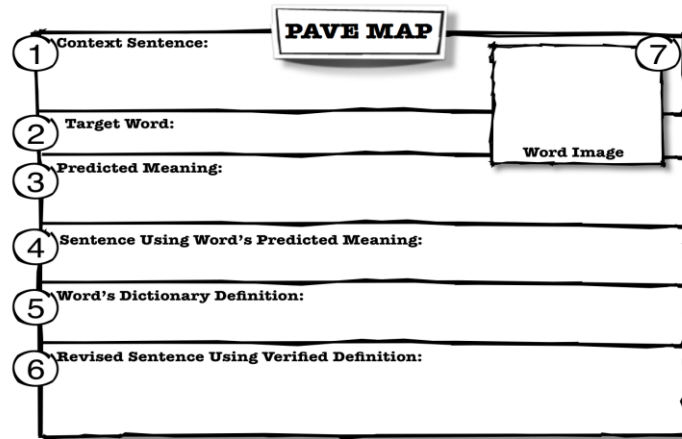 PAVE MAP
1 Context Sentence:
7
Word Image
2 Target Word:
3 Predicted Meaning:
4 Sentence Using Word's Predicted Meaning:
5 Word's Dictionary Definition:
6 Revised Sentence Using Verified Definition: